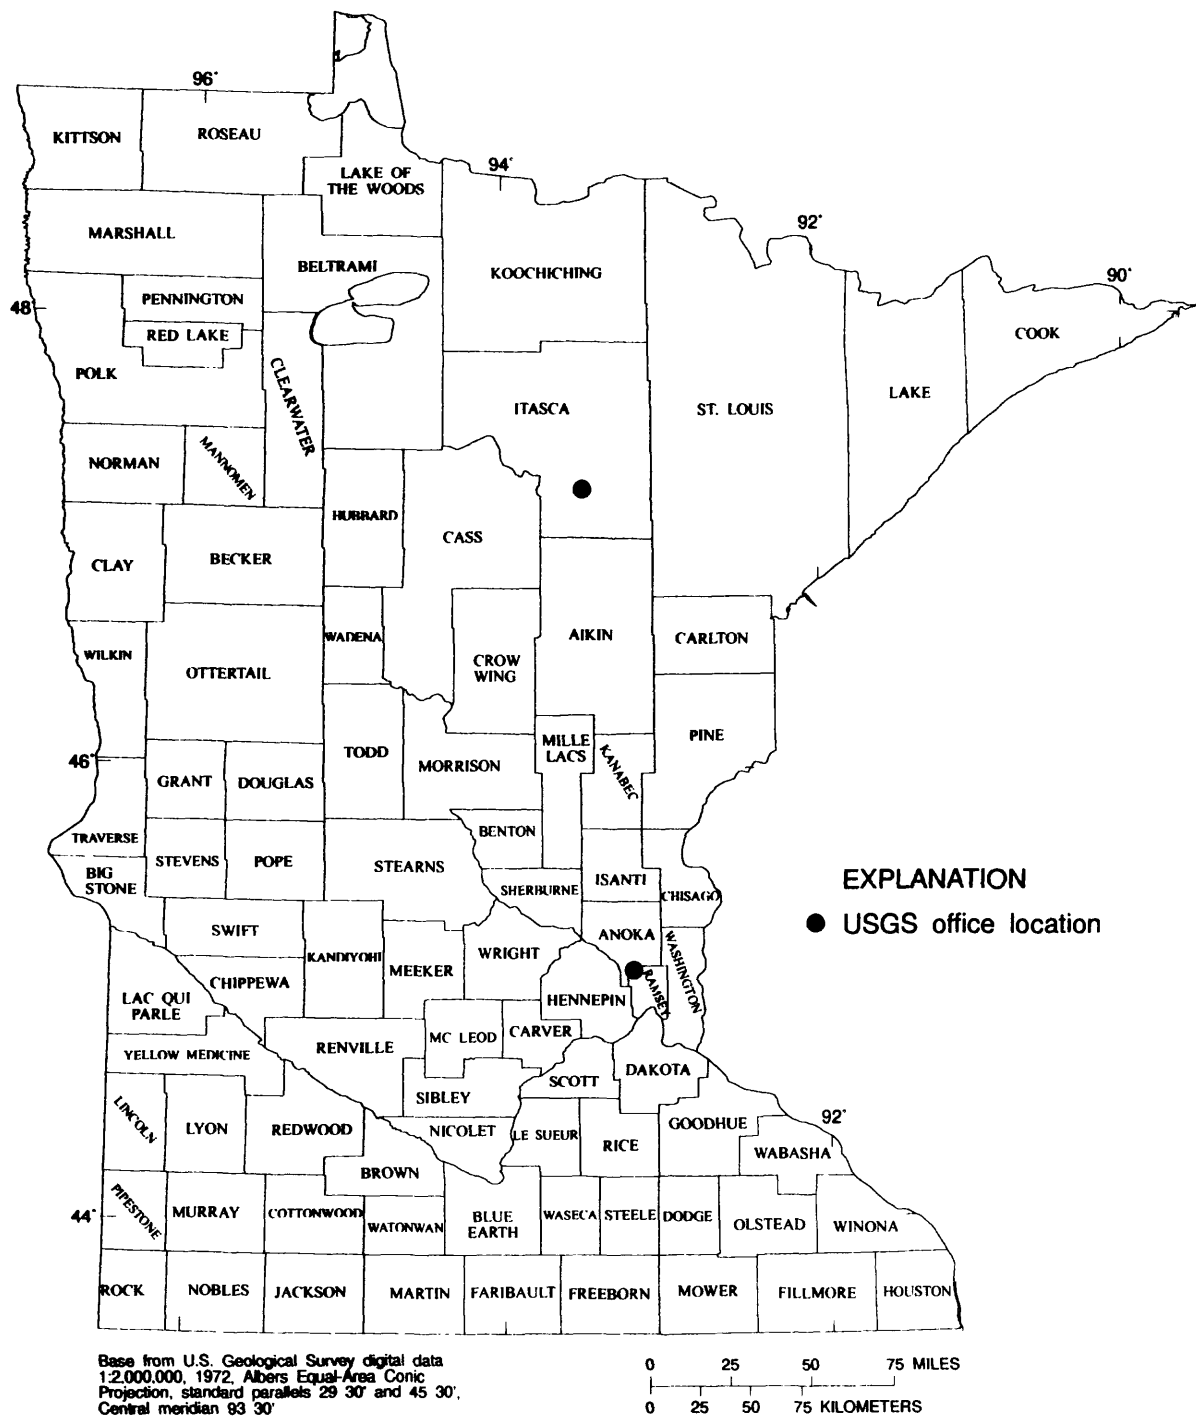 96°
KITTSON
ROSEAU
94°
LAKE OF
THE WOODS
92°
MARSHALL
BELTRAMI
KOOCHICHING
90°
48°
PENNINGTON
RED LAKE
COOK
POLK
CLEARWATER
ITASCA
ST. LOUIS
LAKE
NORMAN
MANNOMEN
HUBBARD
CASS
CLAY
BECKER
WADENA
AIKIN
CARLTON
WILKIN
OTTERTAIL
CROW
WING
46°
GRANT
DOUGLAS
TODD
MORRISON
MILLE
LACS
KANABEC
PINE
TRAVERSE
BENTON
BIG
STONE
STEVENS
POPE
STEARNS
SHERBURNE
ISANTI
CHISAGO
EXPLANATION
USGS office location
SWIFT
KANDIYOHI
MEEKER
WRIGHT
ANOKA
WASHINGTON
LAC QUI
PARLE
CHIPPEWA
HENNEPIN
RAMSEY
YELLOW MEDICINE
RENVILLE
MC LEOD
CARVER
SCOTT
DAKOTA
LINCOLN
LYON
REDWOOD
SIBLEY
NICOLET
LE SUEUR
RICE
GOODHUE
92°
WABASHA
BROWN
44°
PIPESTONE
MURRAY
COTTONWOOD
WATONWAN
BLUE
EARTH
WASECA
STEELE
DODGE
OLSTEAD
WINONA
ROCK
NOBLES
JACKSON
MARTIN
FARIBAULT
FREEBORN
MOWER
FILLMORE
HOUSTON
Base from U.S. Geological Survey digital data
1:2,000,000, 1972, Albers Equal-Area Conic
Projection, standard parallels 29 30' and 45 30',
Central meridian 93 30'
0 25 50 75 MILES
0 25 50 75 KILOMETERS